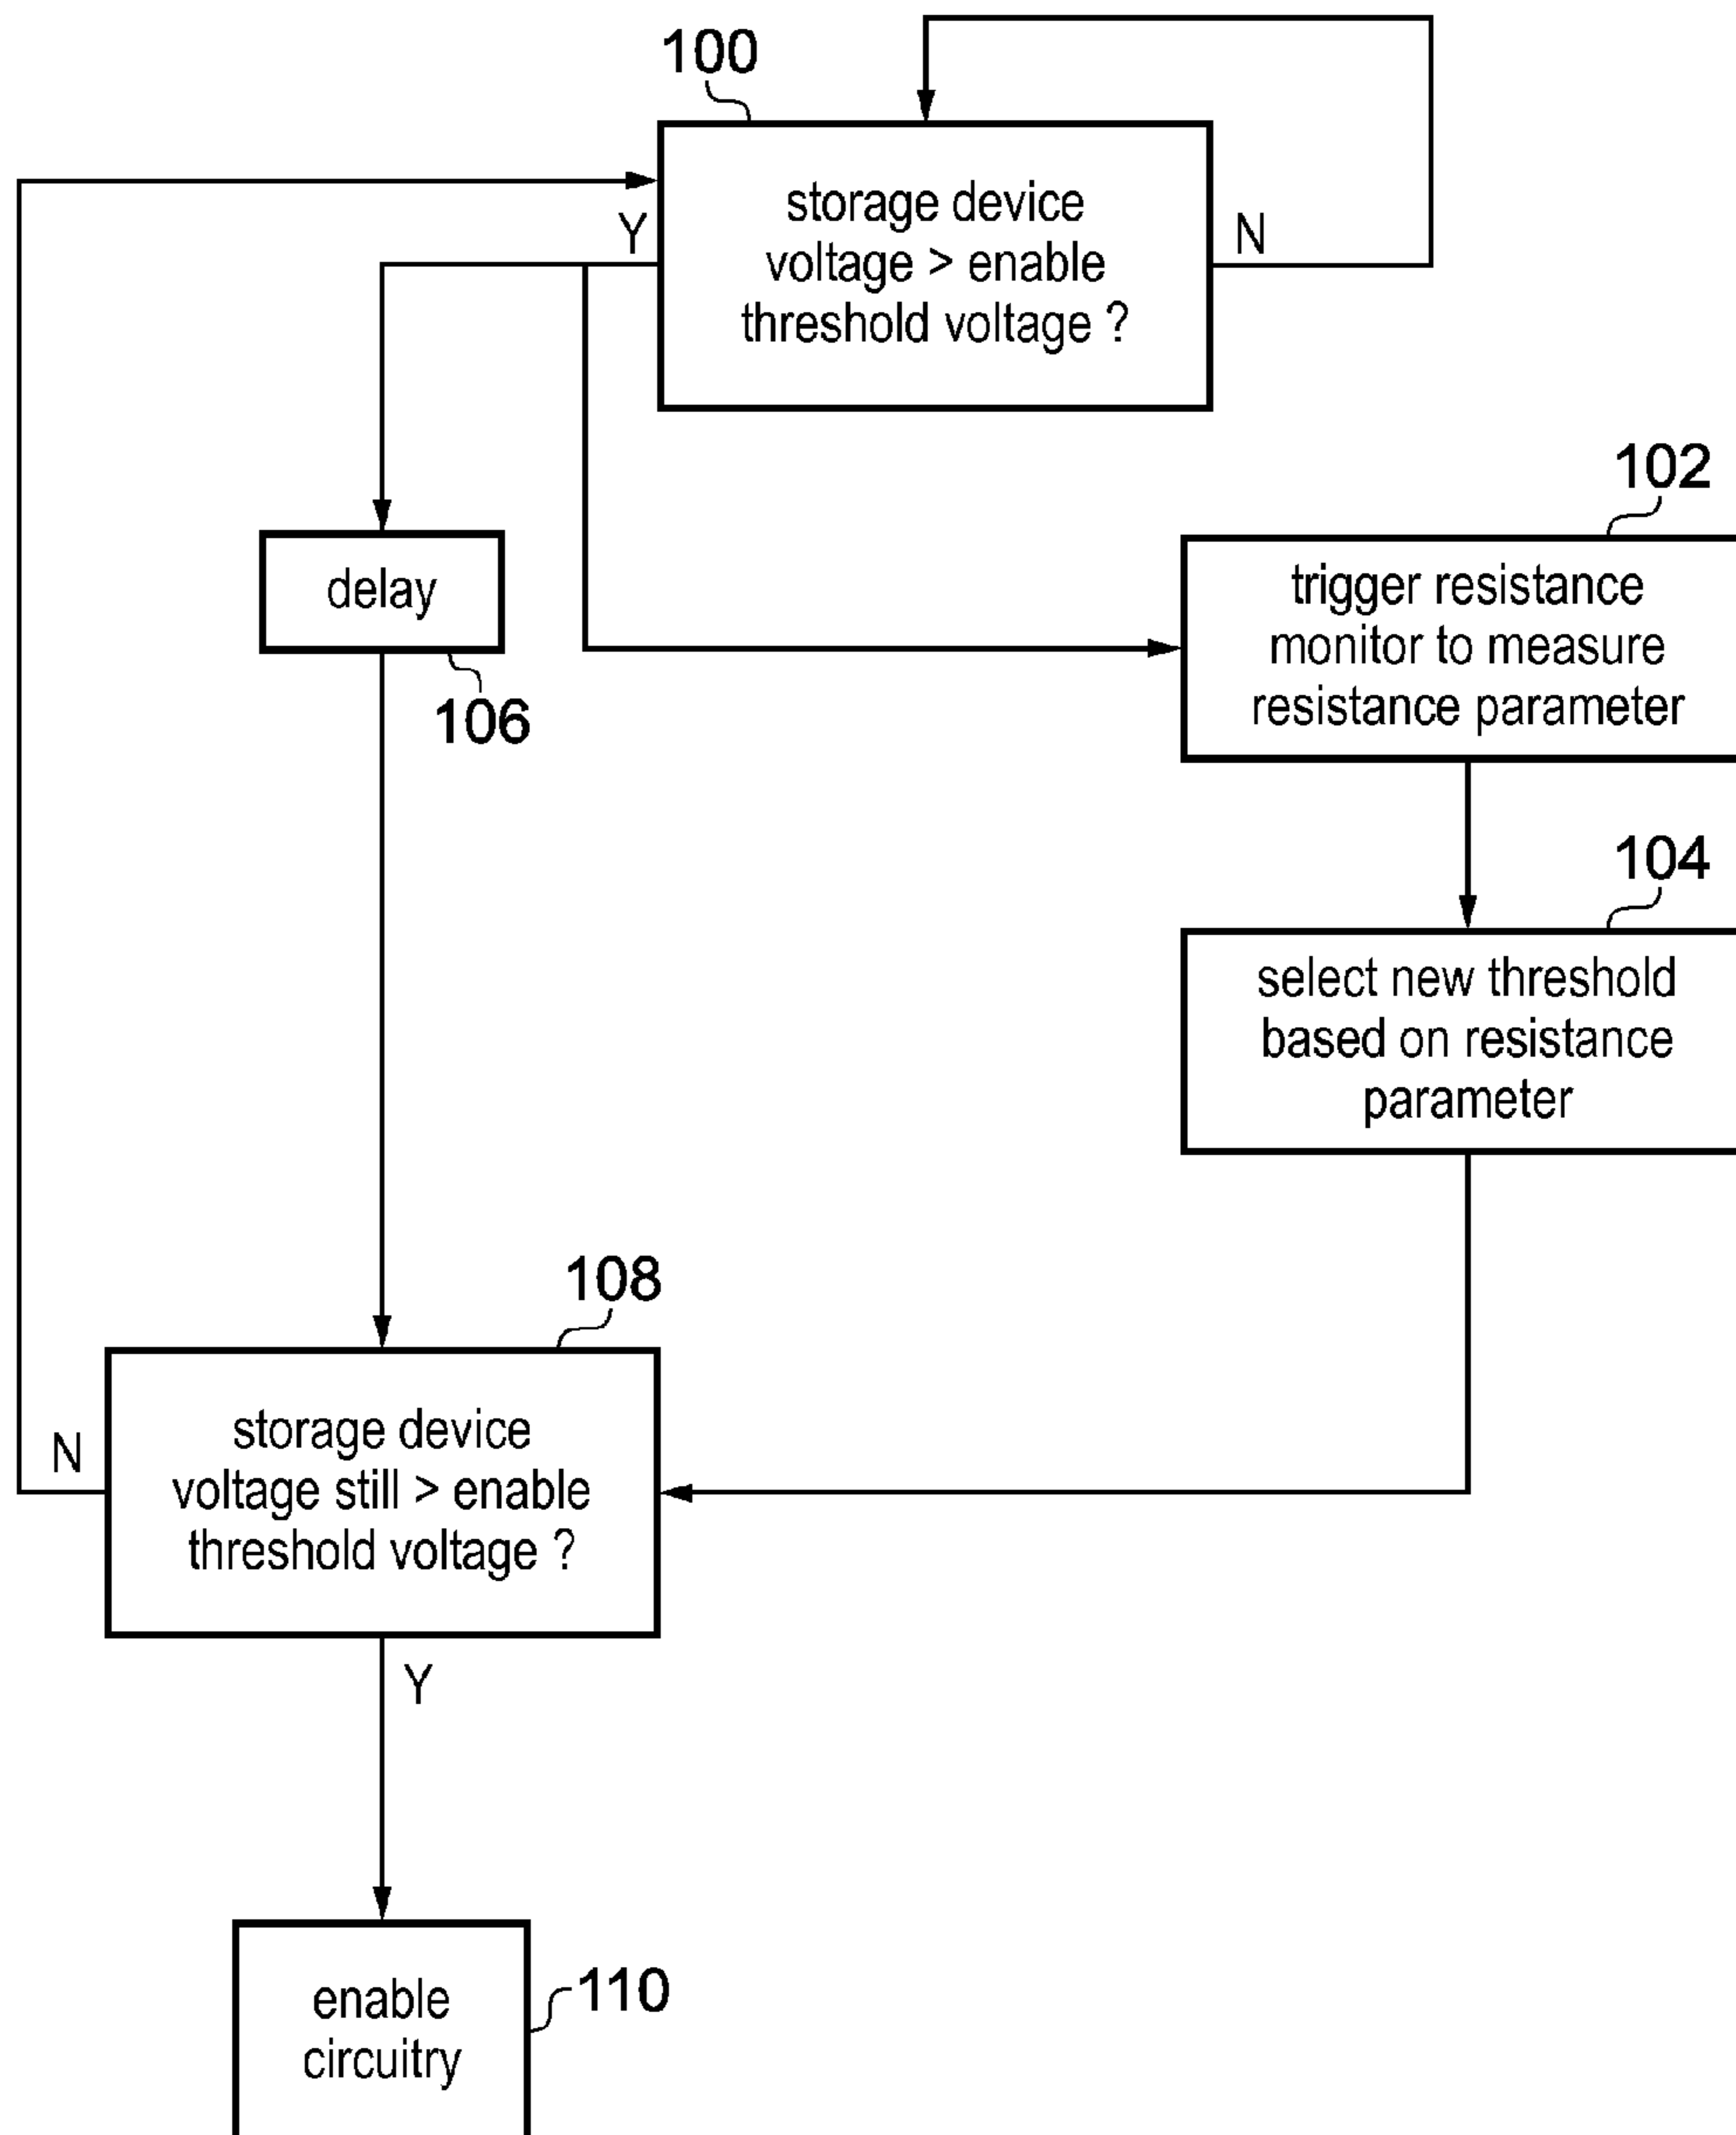 100
storage device
voltage > enable
threshold voltage ?
Y
N
102
trigger resistance
monitor to measure
resistance parameter
delay
106
104
select new threshold
based on resistance
parameter
108
storage device
voltage still > enable
threshold voltage ?
N
Y
enable
circuitry
110